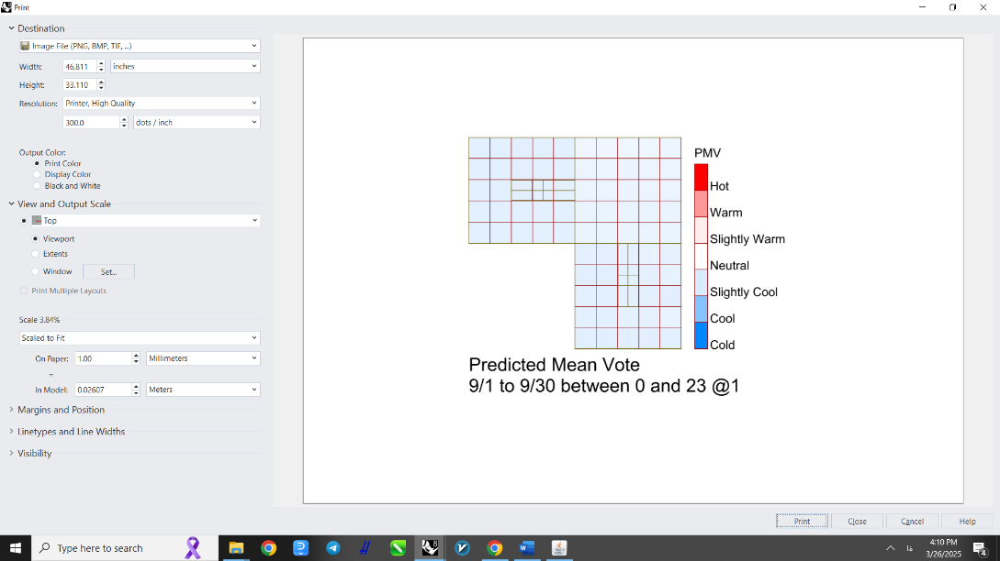 Print
Destination
Image File (PNG, BMP, TIF, ...)
Width: 46.811 inches
Height: 33.110
Resolution: Printer, High Quality
300.0 dots / inch
Output Color:
Print Color
Display Color
Black and White
View and Output Scale
Top
Viewport
Extents
Window Set...
Print Multiple Layouts
Scale 3.84%
Scaled to Fit
On Paper: 1.00 Millimeters
=
In Model: 0.02607 Meters
Margins and Position
Linetypes and Line Widths
Visibility
PMV
Hot
Warm
Slightly Warm
Neutral
Slightly Cool
Cool
Cold
Predicted Mean Vote
9/1 to 9/30 between 0 and 23 @1
Print Close Cancel Help
Type here to search
8
فا
4:10 PM
3/26/2025
4